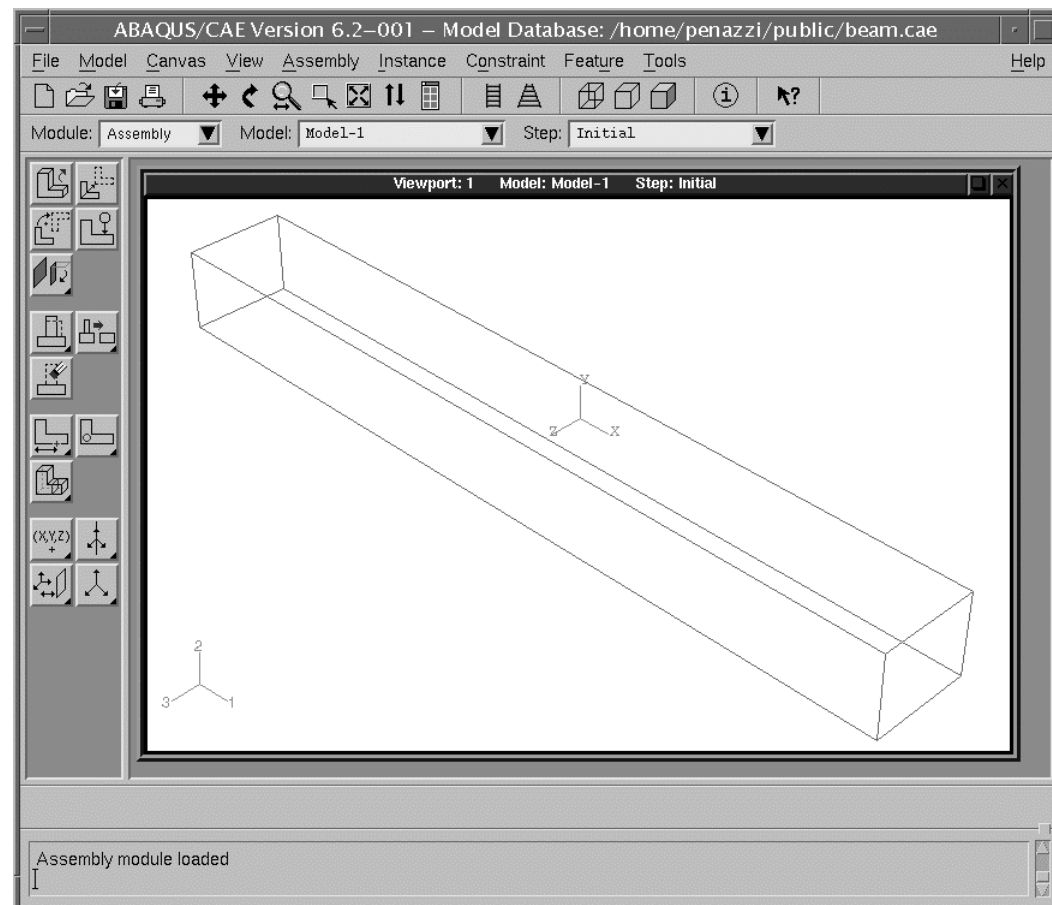 ABAQUS/CAE Version 6.2-001 – Model Database: /home/penazzi/public/beam.cae
File Model Canvas View Assembly Instance Constraint Feature Tools Help
Module: Assembly Model: Model-1 Step: Initial
Viewport: 1 Model: Model-1 Step: Initial
Y
Z X
(X,Y,Z)
2
3 1
Assembly module loaded